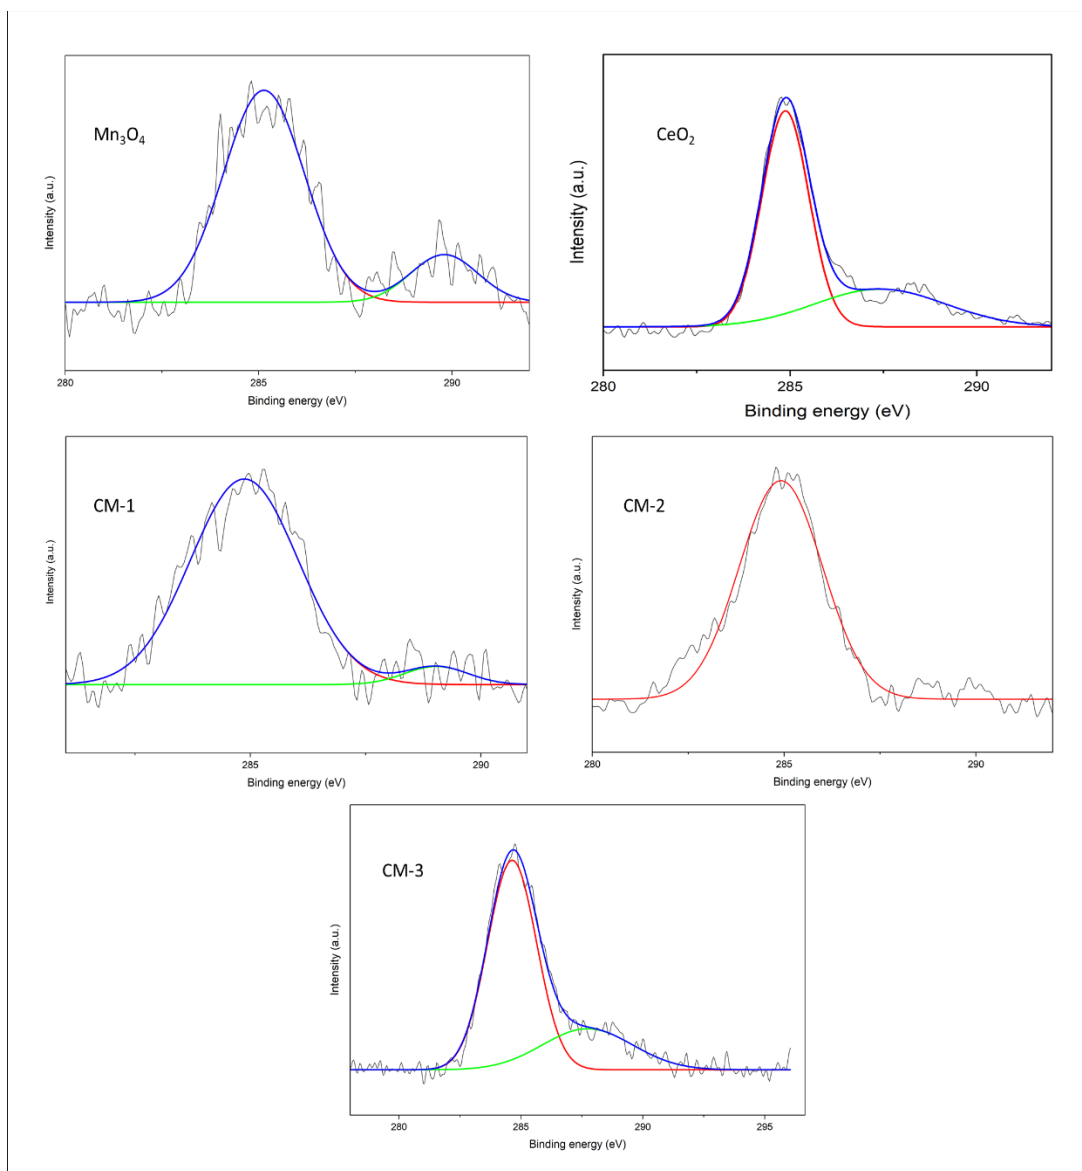 Mn₃O₄
Intensity (a.u.)
280 285 290
Binding energy (eV)
CeO₂
Intensity (a.u.)
280 285 290
Binding energy (eV)
CM-1
Intensity (a.u.)
285 290
Binding energy (eV)
CM-2
Intensity (a.u.)
280 285 290
Binding energy (eV)
CM-3
Intensity (a.u.)
280 285 290 295
Binding energy (eV)